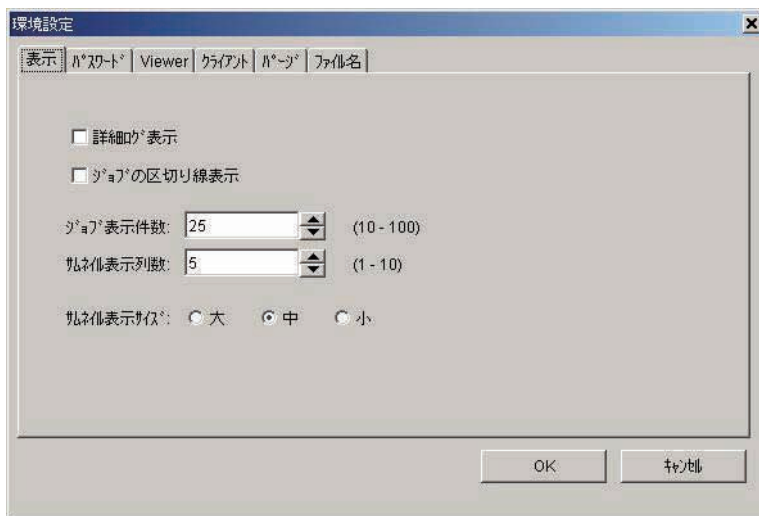 環境設定
表示 ﾊﾟｽﾜｰﾄﾞ Viewer ｸﾗｲｱﾝﾄ ﾊﾟｰｼﾞ ﾌｧｲﾙ名
詳細ﾛｸﾞ表示
ｼﾞｮﾌﾞの区切り線表示
ｼﾞｮﾌﾞ表示件数: 25 (10 - 100)
ｻﾑﾈｲﾙ表示列数: 5 (1 - 10)
ｻﾑﾈｲﾙ表示ｻｲｽﾞ: 大 中 小
OK ｷｬﾝｾﾙ